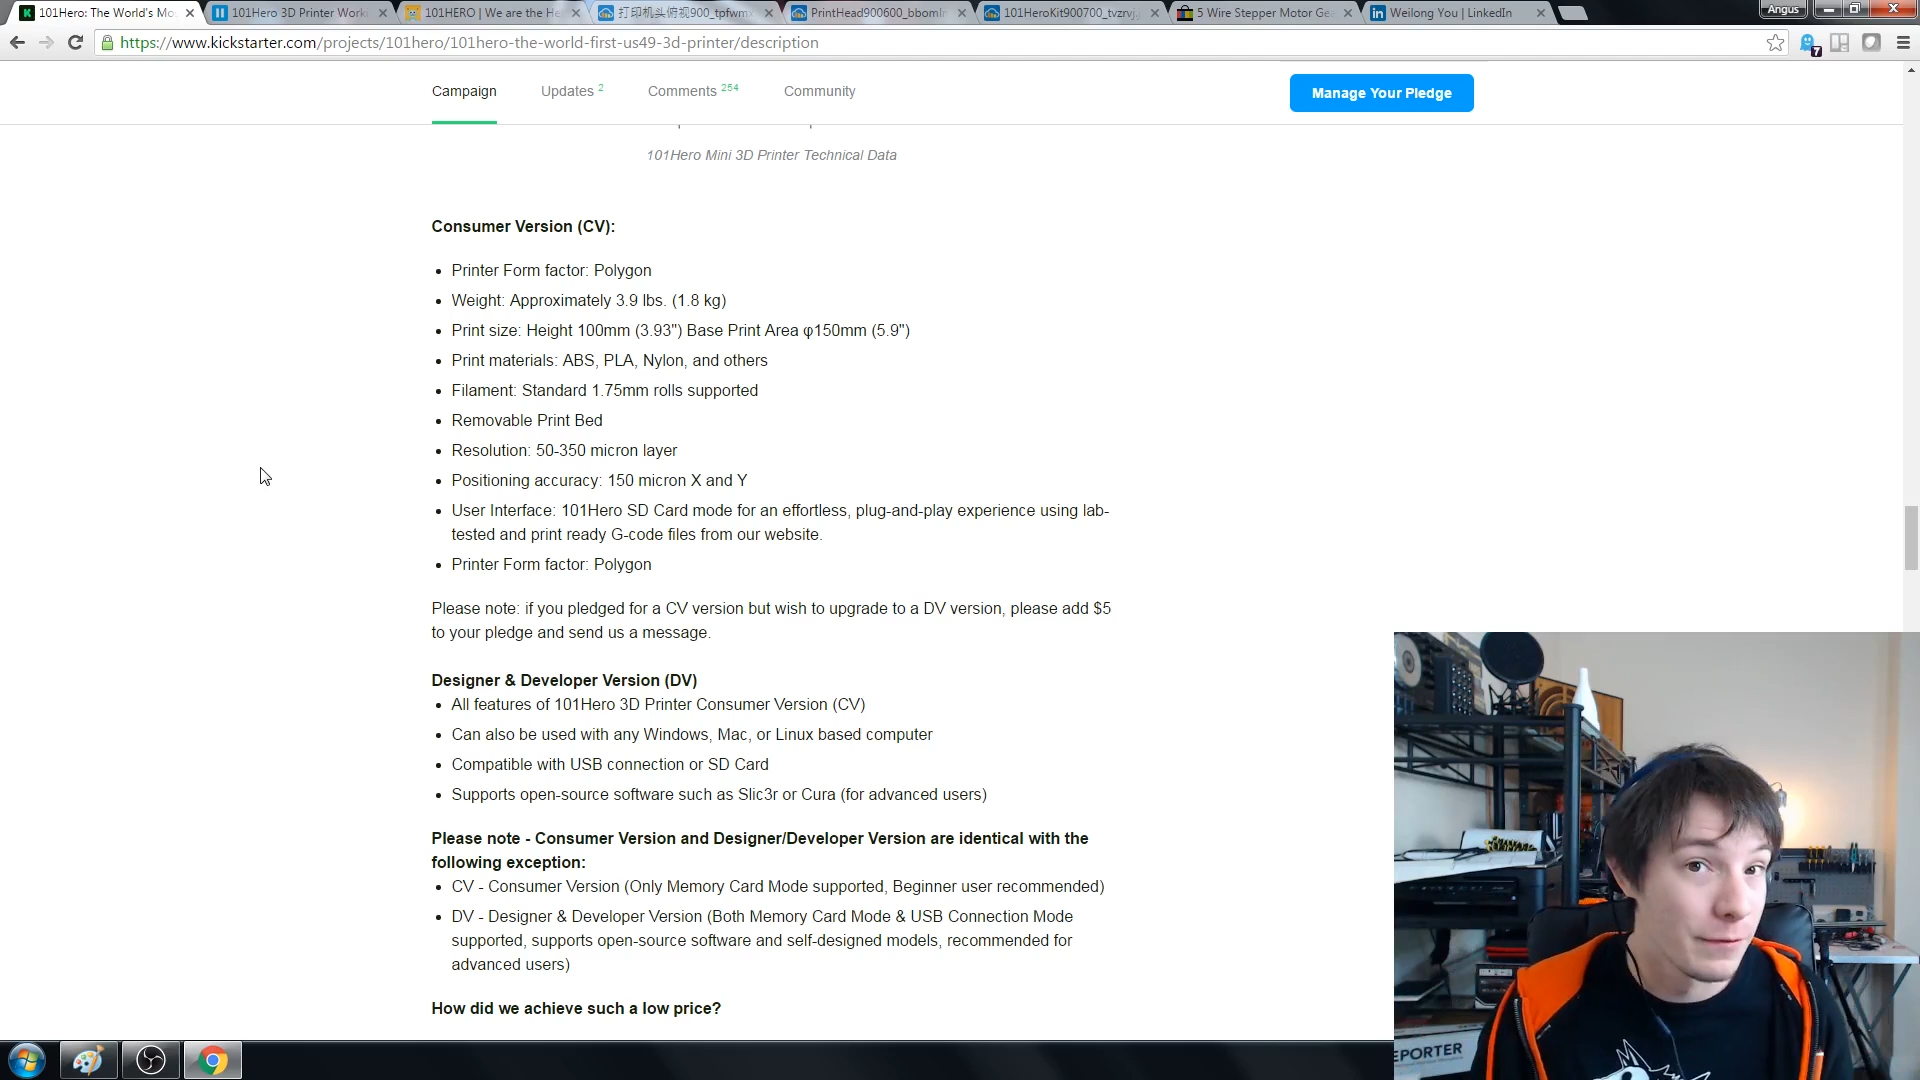 101Hero: The World's Mo
101Hero 3D Printer Worki
101HERO | We are the He
打印机头俯视900_tpfwmx
PrintHead900600_bbomIr
101HeroKit900700_tvzrvj.
5 Wire Stepper Motor Ge
Weilong You | LinkedIn
Angus
https://www.kickstarter.com/projects/101hero/101hero-the-world-first-us49-3d-printer/description
7
Campaign
Updates 2
Comments 254
Community
Manage Your Pledge
101Hero Mini 3D Printer Technical Data
Consumer Version (CV):
• Printer Form factor: Polygon
• Weight: Approximately 3.9 lbs. (1.8 kg)
• Print size: Height 100mm (3.93") Base Print Area φ150mm (5.9")
• Print materials: ABS, PLA, Nylon, and others
• Filament: Standard 1.75mm rolls supported
• Removable Print Bed
• Resolution: 50-350 micron layer
• Positioning accuracy: 150 micron X and Y
• User Interface: 101Hero SD Card mode for an effortless, plug-and-play experience using lab-
tested and print ready G-code files from our website.
• Printer Form factor: Polygon
Please note: if you pledged for a CV version but wish to upgrade to a DV version, please add $5
to your pledge and send us a message.
Designer & Developer Version (DV)
• All features of 101Hero 3D Printer Consumer Version (CV)
• Can also be used with any Windows, Mac, or Linux based computer
• Compatible with USB connection or SD Card
• Supports open-source software such as Slic3r or Cura (for advanced users)
Please note - Consumer Version and Designer/Developer Version are identical with the
following exception:
• CV - Consumer Version (Only Memory Card Mode supported, Beginner user recommended)
• DV - Designer & Developer Version (Both Memory Card Mode & USB Connection Mode
supported, supports open-source software and self-designed models, recommended for
advanced users)
How did we achieve such a low price?
EPORTER